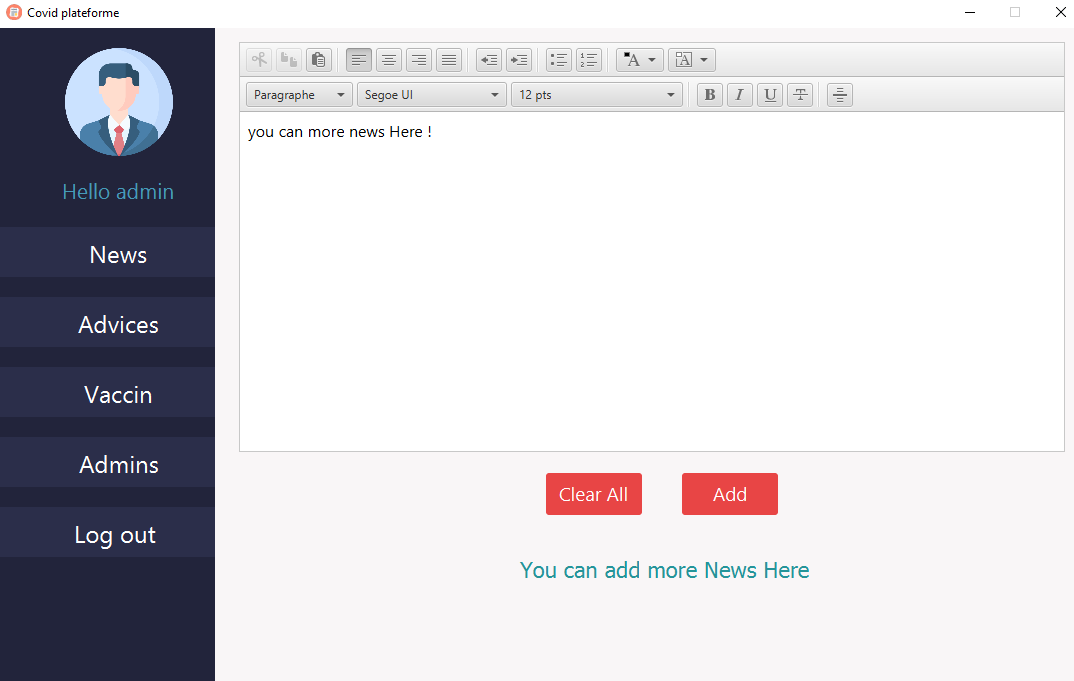 Covid plateforme
Hello admin
News
Advices
Vaccin
Admins
Log out
A A
Paragraphe Segoe UI 12 pts B I U T
you can more news Here !
Clear All Add
You can add more News Here